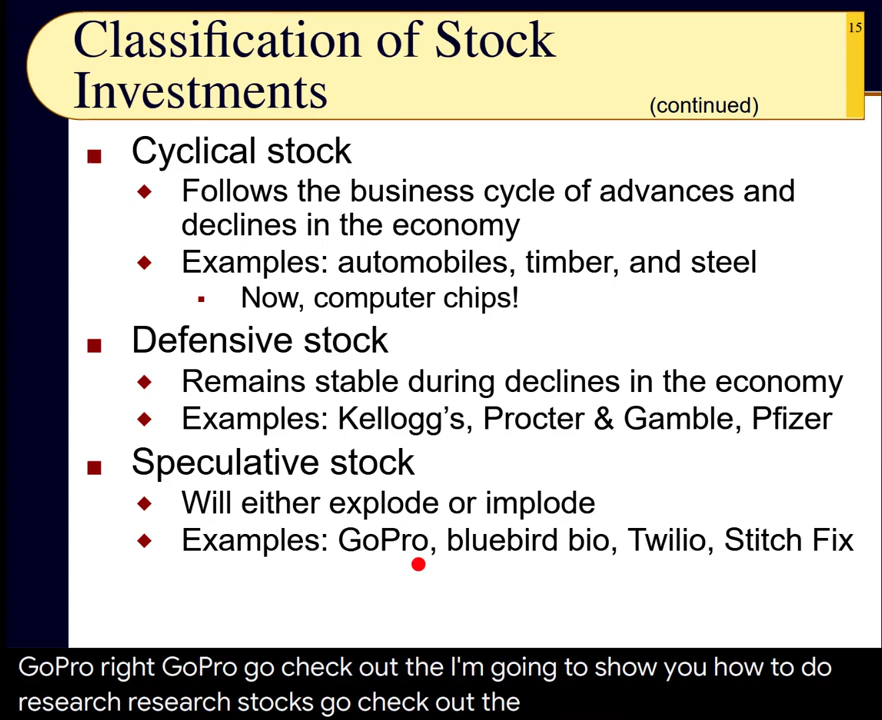 Classification of Stock
Investments
(continued)
15
Cyclical stock
Follows the business cycle of advances and
declines in the economy
Examples: automobiles, timber, and steel
Now, computer chips!
Defensive stock
Remains stable during declines in the economy
Examples: Kellogg’s, Procter & Gamble, Pfizer
Speculative stock
Will either explode or implode
Examples: GoPro, bluebird bio, Twilio, Stitch Fix
GoPro right GoPro go check out the I'm going to show you how to do
research research stocks go check out the